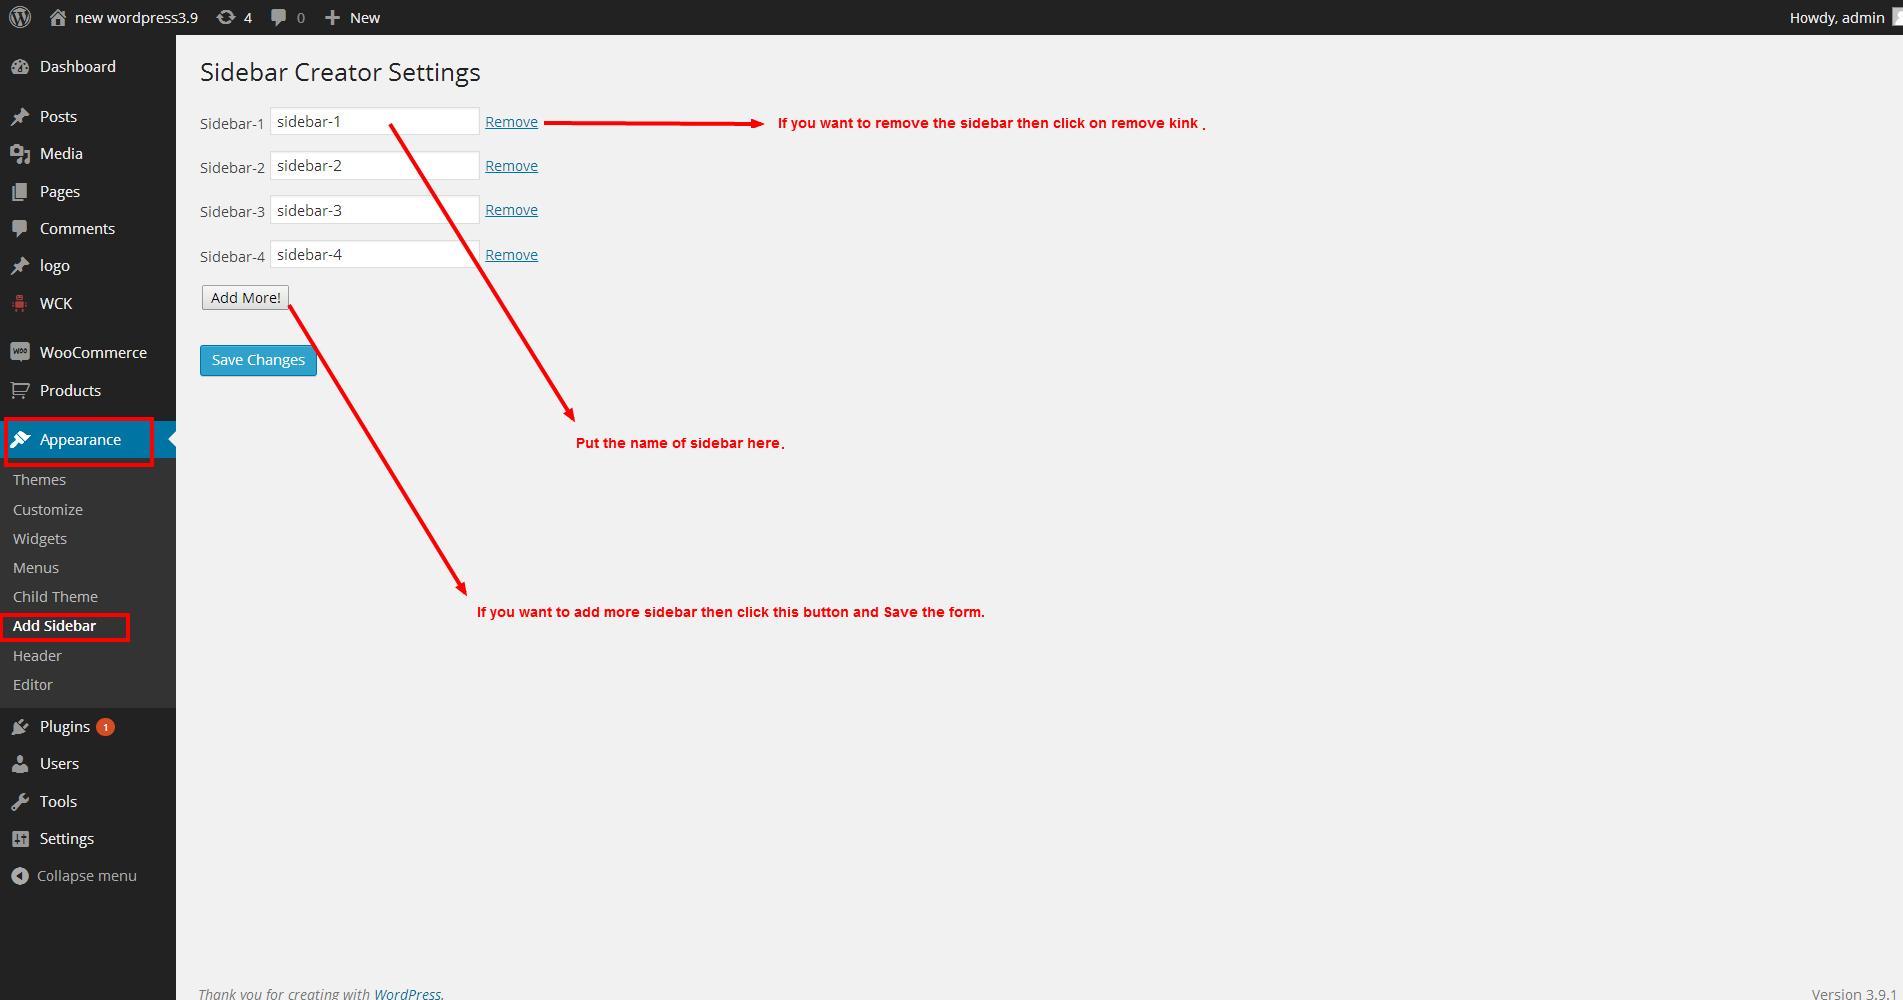 new wordpress3.9 4 0 New
Howdy, admin
Dashboard
Posts
Media
Pages
Comments
logo
WCK
WOO WooCommerce
Products
Appearance
Themes
Customize
Widgets
Menus
Child Theme
Add Sidebar
Header
Editor
Plugins 1
Users
Tools
Settings
Collapse menu
Sidebar Creator Settings
Sidebar-1 sidebar-1 Remove If you want to remove the sidebar then click on remove kink .
Sidebar-2 sidebar-2 Remove
Sidebar-3 sidebar-3 Remove
Sidebar-4 sidebar-4 Remove
Add More!
Save Changes
Put the name of sidebar here.
If you want to add more sidebar then click this button and Save the form.
Thank you for creating with WordPress.
Version 3.9.1